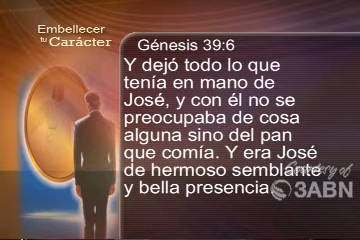 Embellecer
tu Carácter
Génesis 39:6
Y dejó todo lo que
tenía en mano de
José, y con él no se
preocupaba de cosa
alguna sino del pan
que comía. Y era José
de hermoso semblante
y bella presencia.
Courtesy of
3ABN